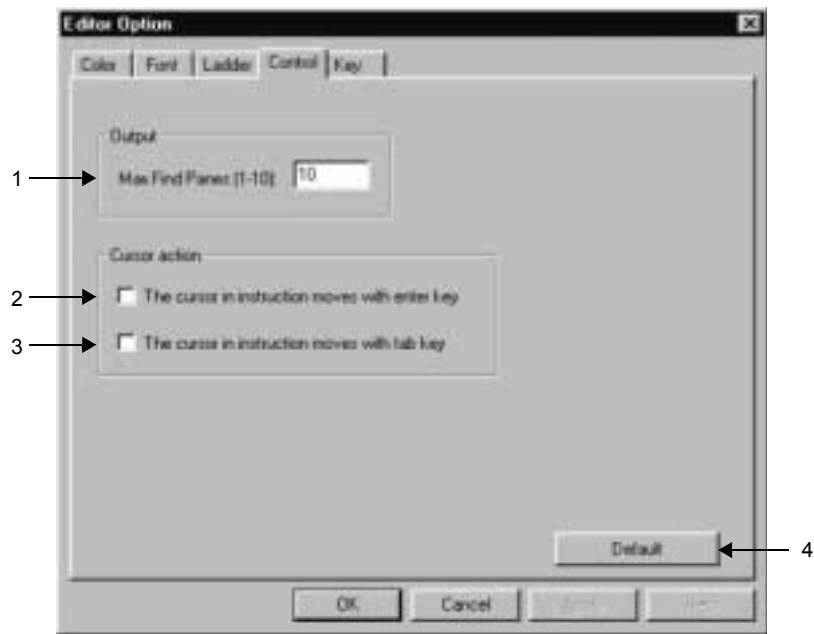 Editor Option
Color Font Ladder Control Key
Output
1 Max Find Panes (1-10): 10
Cursor action
2 The cursor in instruction moves with enter key
3 The cursor in instruction moves with tab key
Default 4
OK Cancel